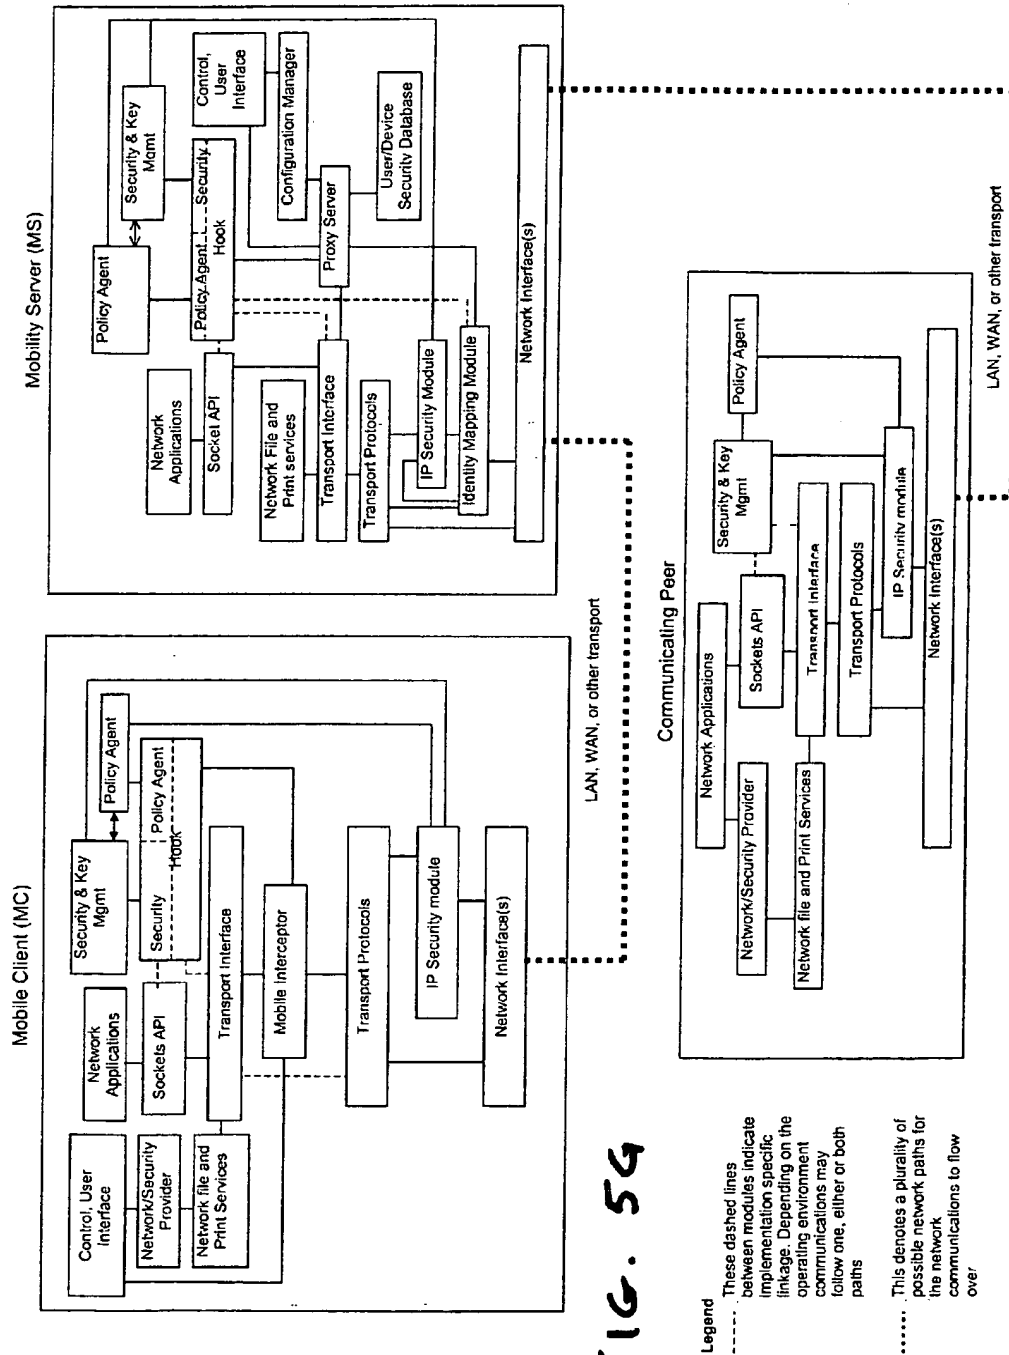 Mobile Client (MC)
Control, User
Interface
Network/Security
Provider
Network file and
Print Services
Network
Applications
Sockets API
Transport Interface
Mobile Interceptor
Transport Protocols
IP Security module
Network Interface(s)
Security & Key
Mgmt
Policy Agent
Security
Policy Agent
Hook
LAN, WAN, or other transport
Mobility Server (MS)
Policy Agent
Security & Key
Mgmt
Network
Applications
Socket API
Policy Agent
Security
Hook
Control,
User
Interface
Configuration Manager
Proxy Server
User/Device
Security Database
Network File and
Print services
Transport Interface
Transport Protocols
IP Security Module
Identity Mapping Module
Network Interface(s)
FIG. 5G
Communicating Peer
Network Applications
Network/Security Provider
Network file and Print Services
Sockets API
Security & Key
Mgmt
Policy Agent
Transport Interface
Transport Protocols
IP Security module
Network Interface(s)
LAN, WAN, or other transport
Legend
These dashed lines
between modules indicate
implementation specific
linkage. Depending on the
operating environment
communications may
follow one, either or both
paths
This denotes a plurality of
possible network paths for
the network
communications to flow
over